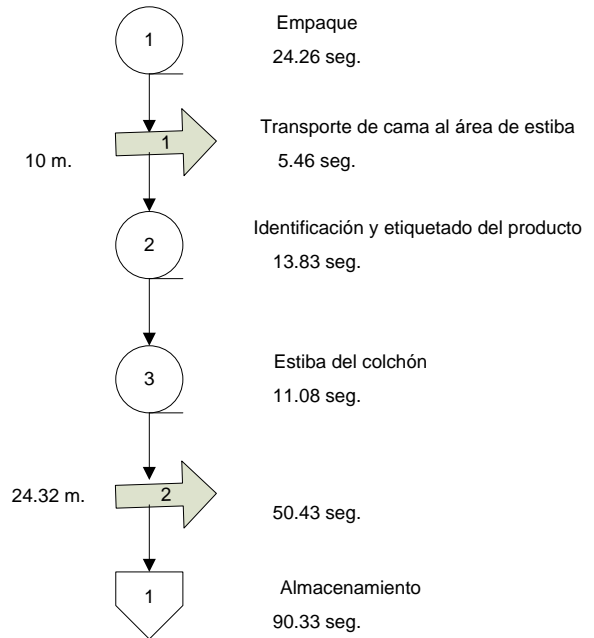 1
Empaque
24.26 seg.
Transporte de cama al área de estiba
1
10 m.
5.46 seg.
Identificación y etiquetado del producto
2
13.83 seg.
Estiba del colchón
3
11.08 seg.
24.32 m.
2
50.43 seg.
Almacenamiento
1
90.33 seg.